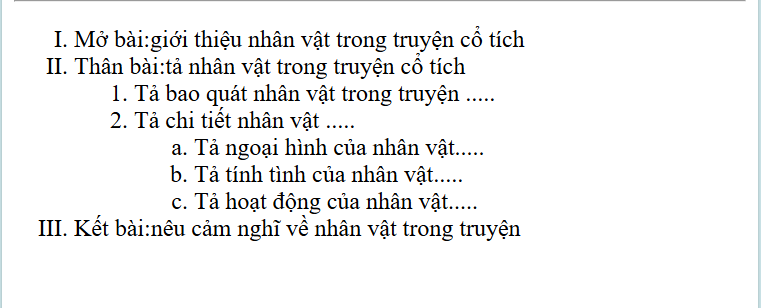 I. Mở bài:giới thiệu nhân vật trong truyện cổ tích
II. Thân bài:tả nhân vật trong truyện cổ tích
1. Tả bao quát nhân vật trong truyện .....
2. Tả chi tiết nhân vật .....
a. Tả ngoại hình của nhân vật.....
b. Tả tính tình của nhân vật.....
c. Tả hoạt động của nhân vật.....
III. Kết bài:nêu cảm nghĩ về nhân vật trong truyện